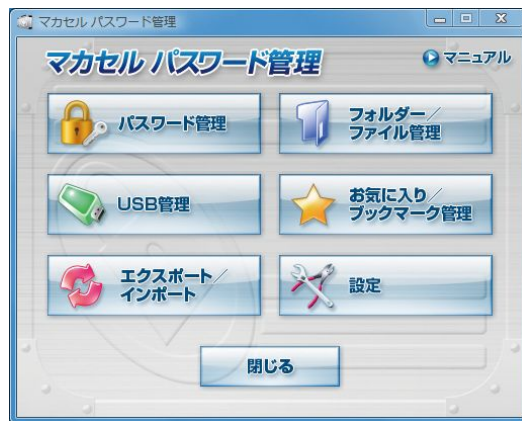 マカセル パスワード管理
マカセル パスワード管理
マニュアル
パスワード管理
フォルダー／
ファイル管理
USB管理
お気に入り／
ブックマーク管理
エクスポート／
インポート
設定
閉じる